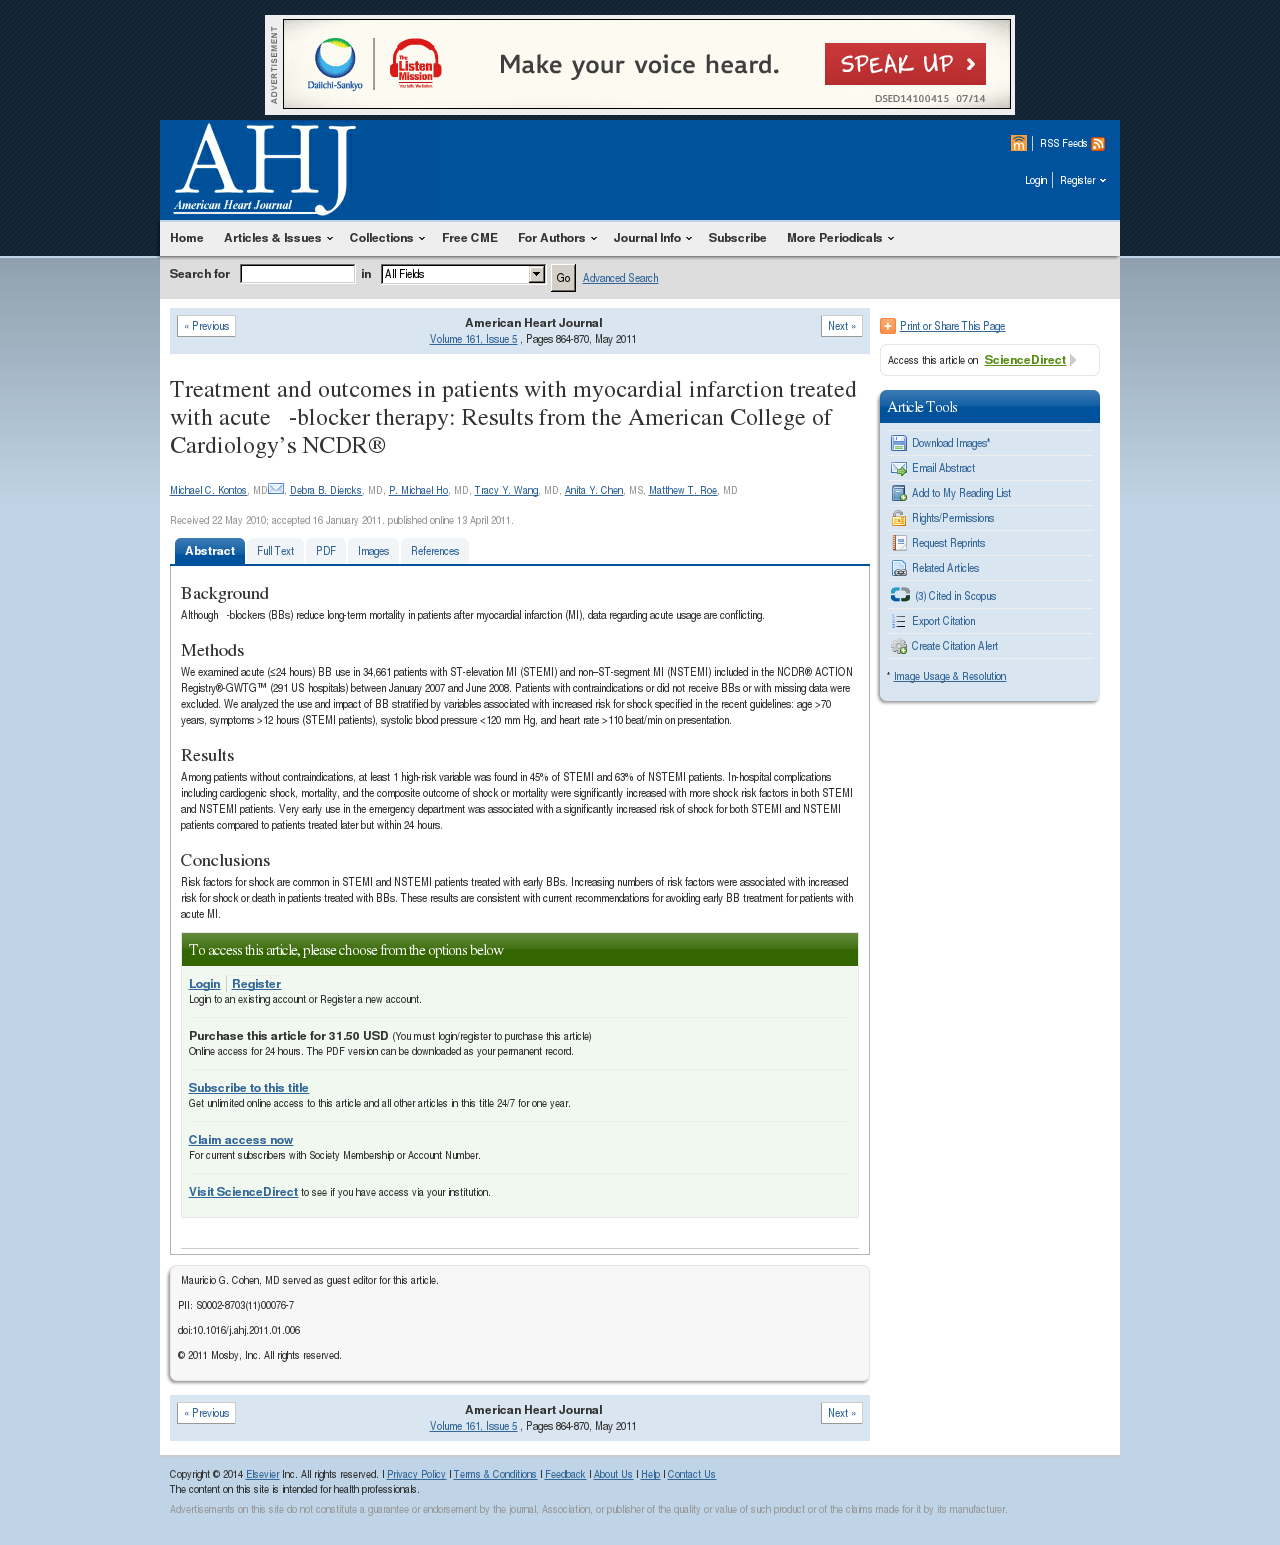 ADVERTISEMENT
Daiichi-Sankyo
The Listen Mission
You talk. We listen.
Make your voice heard.
SPEAK UP
DSED14100415 07/14
AHJ
American Heart Journal
RSS Feeds
Login
Register
Home
Articles & Issues
Collections
Free CME
For Authors
Journal Info
Subscribe
More Periodicals
Search for
in
All Fields
Go
Advanced Search
« Previous
American Heart Journal
Volume 161, Issue 5 , Pages 864-870, May 2011
Next »
Print or Share This Page
Access this article on ScienceDirect
Treatment and outcomes in patients with myocardial infarction treated
with acute -blocker therapy: Results from the American College of
Cardiology’s NCDR®
Michael C. Kontos, MD, Debra B. Diercks, MD, P. Michael Ho, MD, Tracy Y. Wang, MD, Anita Y. Chen, MS, Matthew T. Roe, MD
Received 22 May 2010; accepted 16 January 2011. published online 13 April 2011.
Abstract
Full Text
PDF
Images
References
Article Tools
Download Images*
Email Abstract
Add to My Reading List
Rights/Permissions
Request Reprints
Related Articles
(3) Cited in Scopus
Export Citation
Create Citation Alert
* Image Usage & Resolution
Background
Although -blockers (BBs) reduce long-term mortality in patients after myocardial infarction (MI), data regarding acute usage are conflicting.
Methods
We examined acute (≤24 hours) BB use in 34,661 patients with ST-elevation MI (STEMI) and non–ST-segment MI (NSTEMI) included in the NCDR® ACTION
Registry®-GWTG™ (291 US hospitals) between January 2007 and June 2008. Patients with contraindications or did not receive BBs or with missing data were
excluded. We analyzed the use and impact of BB stratified by variables associated with increased risk for shock specified in the recent guidelines: age >70
years, symptoms >12 hours (STEMI patients), systolic blood pressure <120 mm Hg, and heart rate >110 beat/min on presentation.
Results
Among patients without contraindications, at least 1 high-risk variable was found in 45% of STEMI and 63% of NSTEMI patients. In-hospital complications
including cardiogenic shock, mortality, and the composite outcome of shock or mortality were significantly increased with more shock risk factors in both STEMI
and NSTEMI patients. Very early use in the emergency department was associated with a significantly increased risk of shock for both STEMI and NSTEMI
patients compared to patients treated later but within 24 hours.
Conclusions
Risk factors for shock are common in STEMI and NSTEMI patients treated with early BBs. Increasing numbers of risk factors were associated with increased
risk for shock or death in patients treated with BBs. These results are consistent with current recommendations for avoiding early BB treatment for patients with
acute MI.
To access this article, please choose from the options below
Login | Register
Login to an existing account or Register a new account.
Purchase this article for 31.50 USD (You must login/register to purchase this article)
Online access for 24 hours. The PDF version can be downloaded as your permanent record.
Subscribe to this title
Get unlimited online access to this article and all other articles in this title 24/7 for one year.
Claim access now
For current subscribers with Society Membership or Account Number.
Visit ScienceDirect to see if you have access via your institution.
Mauricio G. Cohen, MD served as guest editor for this article.
PII: S0002-8703(11)00076-7
doi:10.1016/j.ahj.2011.01.006
© 2011 Mosby, Inc. All rights reserved.
« Previous
American Heart Journal
Volume 161, Issue 5 , Pages 864-870, May 2011
Next »
Copyright © 2014 Elsevier Inc. All rights reserved. | Privacy Policy | Terms & Conditions | Feedback | About Us | Help | Contact Us
The content on this site is intended for health professionals.
Advertisements on this site do not constitute a guarantee or endorsement by the journal, Association, or publisher of the quality or value of such product or of the claims made for it by its manufacturer.